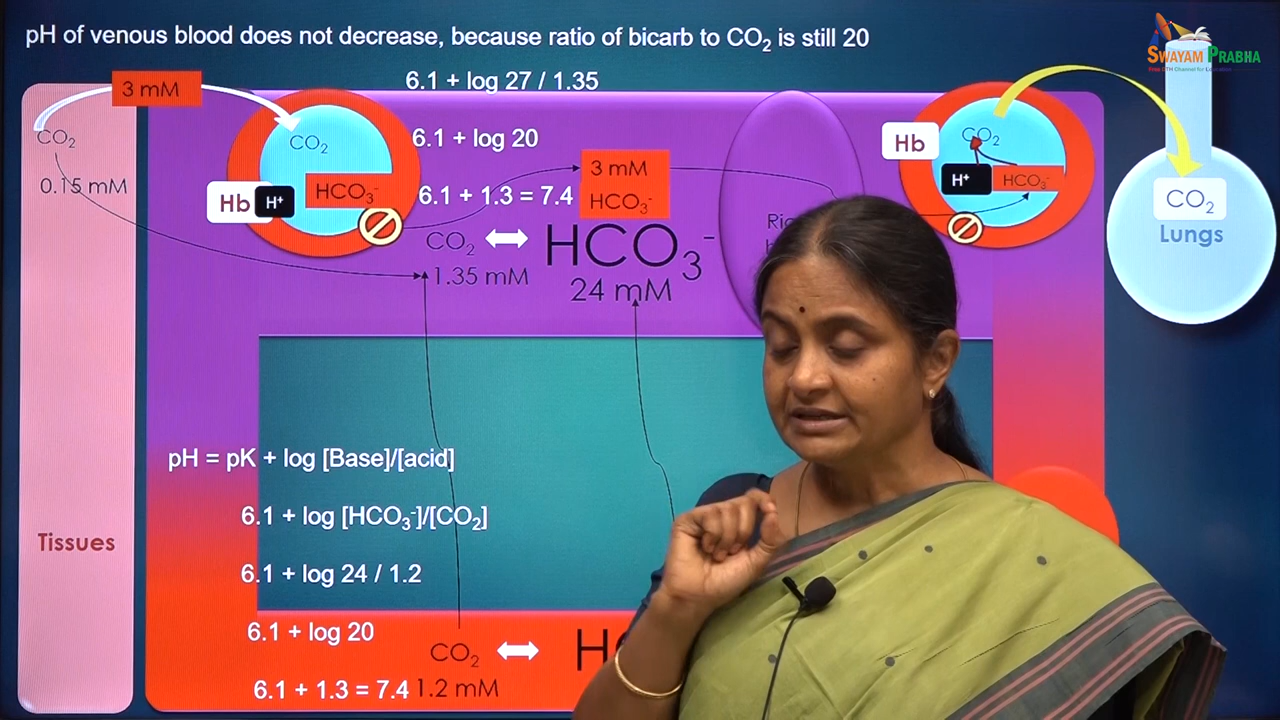 pH of venous blood does not decrease, because ratio of bicarb to CO₂ is still 20
SWAYAM PRABHA
3 mM
6.1 + log 27 / 1.35
CO₂
0.15 mM
CO₂
HCO₃⁻
Hb
H⁺
6.1 + log 20
6.1 + 1.3 = 7.4
3 mM
HCO₃⁻
CO₂
HCO₃⁻
1.35 mM
24 mM
Hb
CO₂
H⁺
HCO₃⁻
CO₂
Lungs
pH = pK + log [Base]/[acid]
6.1 + log [HCO₃⁻]/[CO₂]
Tissues
6.1 + log 24 / 1.2
6.1 + log 20
CO₂
6.1 + 1.3 = 7.4
1.2 mM